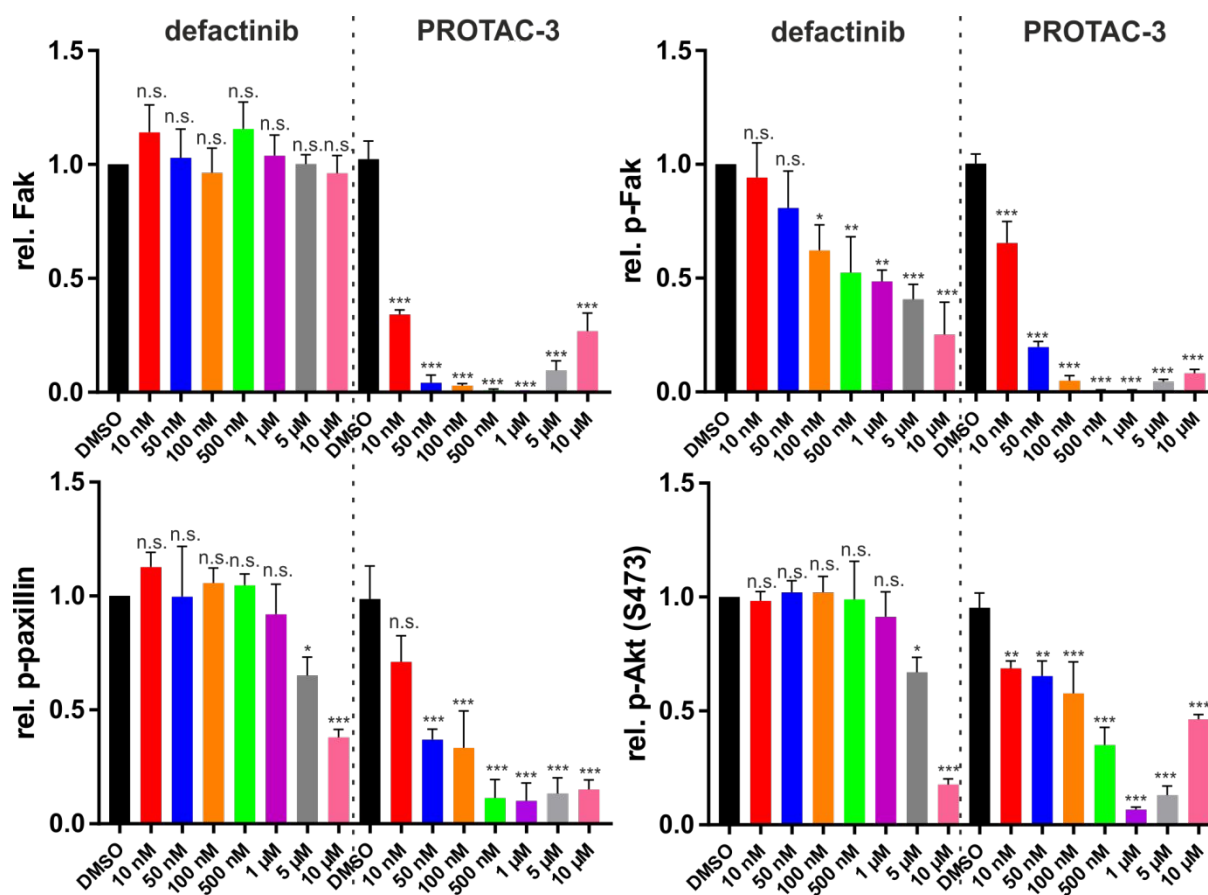 defactinib PROTAC-3
rel. Fak
1.5
1.0
0.5
0.0
n.s. n.s. n.s. n.s. n.s. n.s. n.s.
*** *** *** *** *** *** ***
DMSO 10 nM 50 nM 100 nM 500 nM 1 µM 5 µM 10 µM DMSO 10 nM 50 nM 100 nM 500 nM 1 µM 5 µM 10 µM
defactinib PROTAC-3
rel. p-Fak
1.5
1.0
0.5
0.0
n.s. n.s. * ** ** *** ***
*** *** *** *** *** *** ***
DMSO 10 nM 50 nM 100 nM 500 nM 1 µM 5 µM 10 µM DMSO 10 nM 50 nM 100 nM 500 nM 1 µM 5 µM 10 µM
rel. p-paxillin
1.5
1.0
0.5
0.0
n.s. n.s. n.s. n.s. n.s. * ***
n.s. *** *** *** *** *** ***
DMSO 10 nM 50 nM 100 nM 500 nM 1 µM 5 µM 10 µM DMSO 10 nM 50 nM 100 nM 500 nM 1 µM 5 µM 10 µM
rel. p-Akt (S473)
1.5
1.0
0.5
0.0
n.s. n.s. n.s. n.s. n.s. * ***
** ** *** *** *** *** ***
DMSO 10 nM 50 nM 100 nM 500 nM 1 µM 5 µM 10 µM DMSO 10 nM 50 nM 100 nM 500 nM 1 µM 5 µM 10 µM